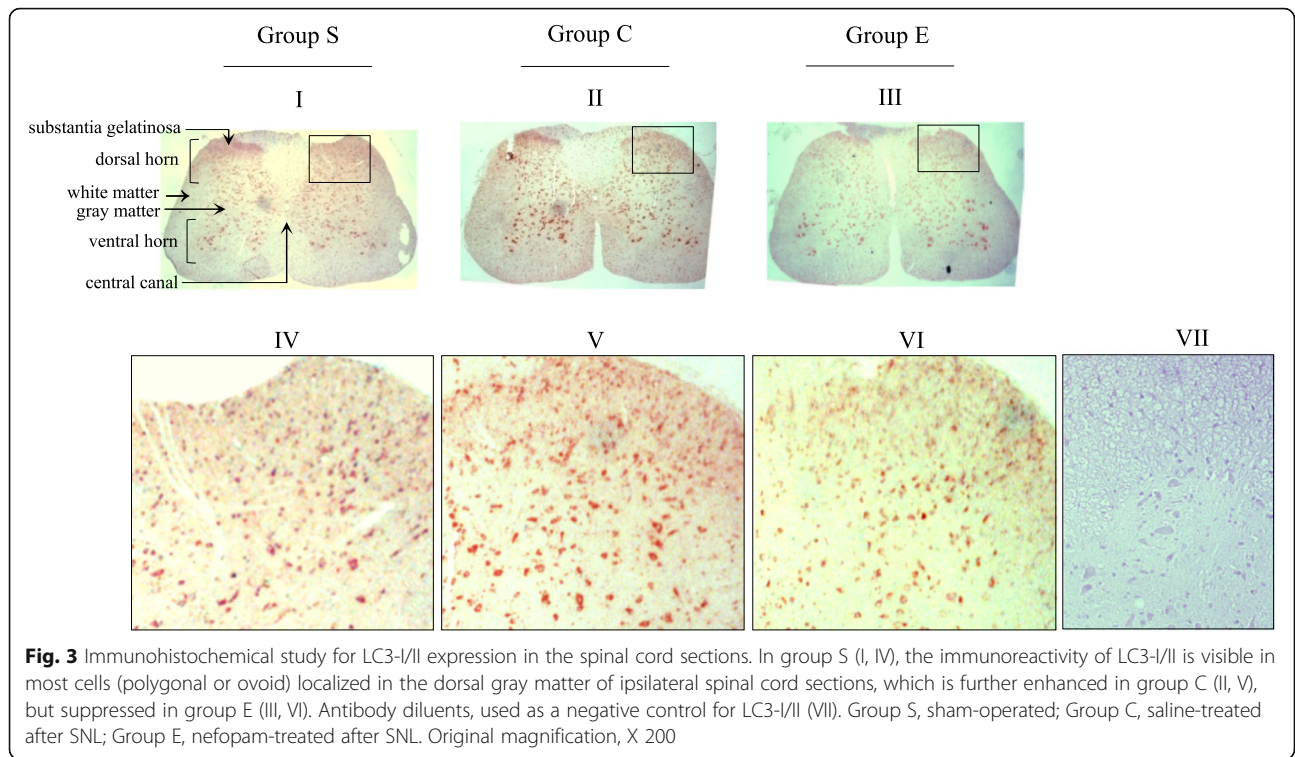 Group S
Group C
Group E
I
II
III
substantia gelatinosa
dorsal horn
white matter
gray matter
ventral horn
central canal
IV
V
VI
VII
Fig. 3 Immunohistochemical study for LC3-I/II expression in the spinal cord sections. In group S (I, IV), the immunoreactivity of LC3-I/II is visible in
most cells (polygonal or ovoid) localized in the dorsal gray matter of ipsilateral spinal cord sections, which is further enhanced in group C (II, V),
but suppressed in group E (III, VI). Antibody diluents, used as a negative control for LC3-I/II (VII). Group S, sham-operated; Group C, saline-treated
after SNL; Group E, nefopam-treated after SNL. Original magnification, X 200